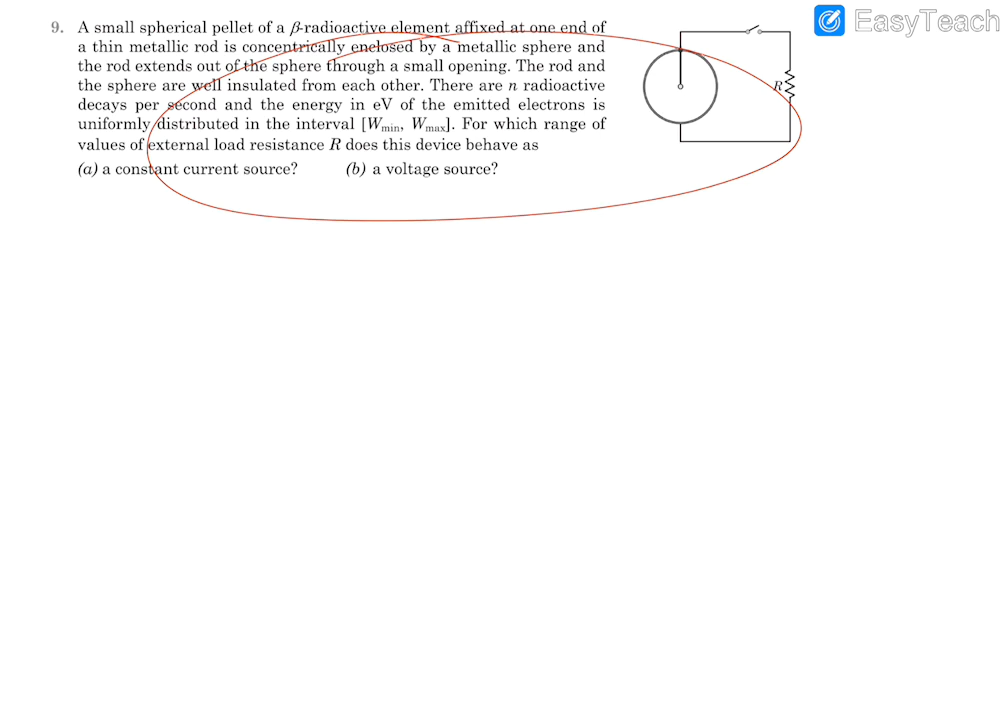 EasyTeach
9. A small spherical pellet of a β-radioactive element affixed at one end of
a thin metallic rod is concentrically enclosed by a metallic sphere and
the rod extends out of the sphere through a small opening. The rod and
the sphere are well insulated from each other. There are n radioactive
decays per second and the energy in eV of the emitted electrons is
uniformly distributed in the interval [Wmin, Wmax]. For which range of
values of external load resistance R does this device behave as
(a) a constant current source? (b) a voltage source?
R